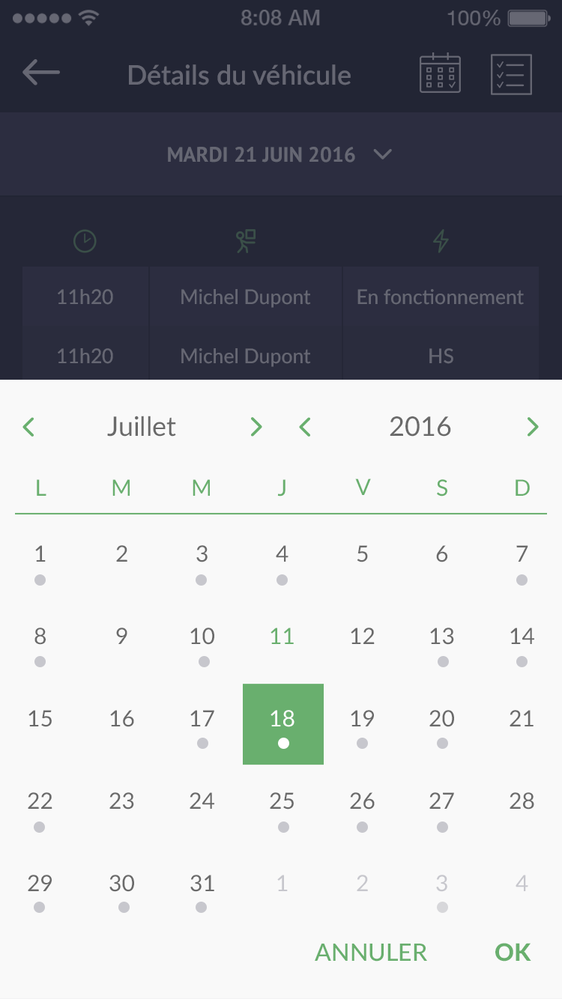 8:08 AM 100%
Détails du véhicule
MARDI 21 JUIN 2016
11h20 Michel Dupont En fonctionnement
11h20 Michel Dupont HS
Juillet 2016
L M M J V S D
1 2 3 4 5 6 7
8 9 10 11 12 13 14
15 16 17 18 19 20 21
22 23 24 25 26 27 28
29 30 31 1 2 3 4
ANNULER OK